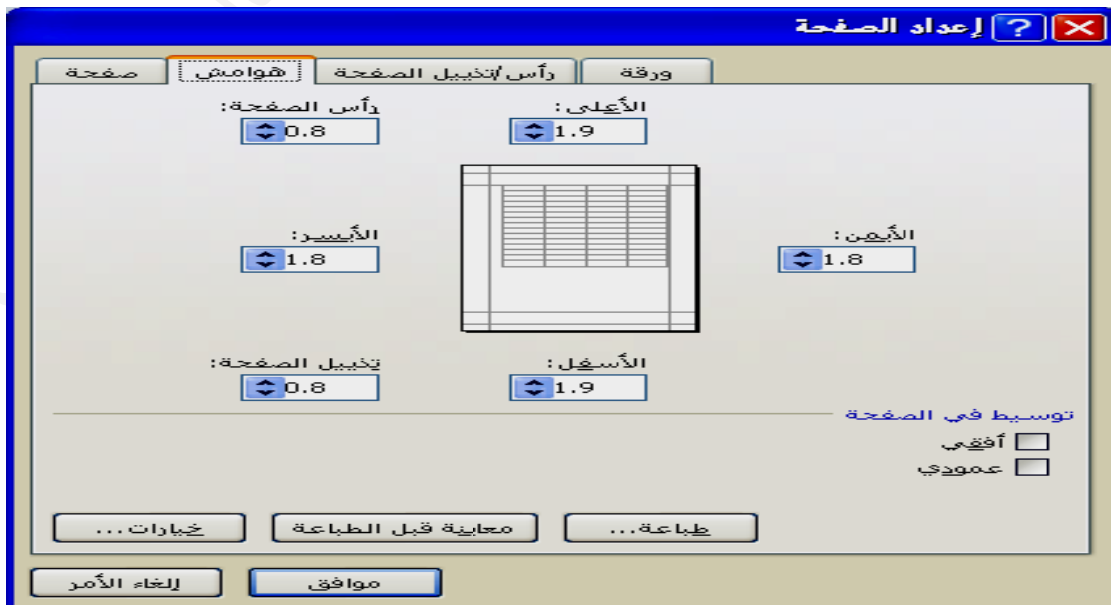 إعداد الصفحة
ورقة رأس/تذييل الصفحة هوامش صفحة
الأعلى: رأس الصفحة:
1.9 0.8
الأيمن: الأيسر:
1.8 1.8
الأسفل: تذييل الصفحة:
1.9 0.8
توسيط في الصفحة
أفقي
عمودي
طباعة... معاينة قبل الطباعة خيارات...
موافق إلغاء الأمر